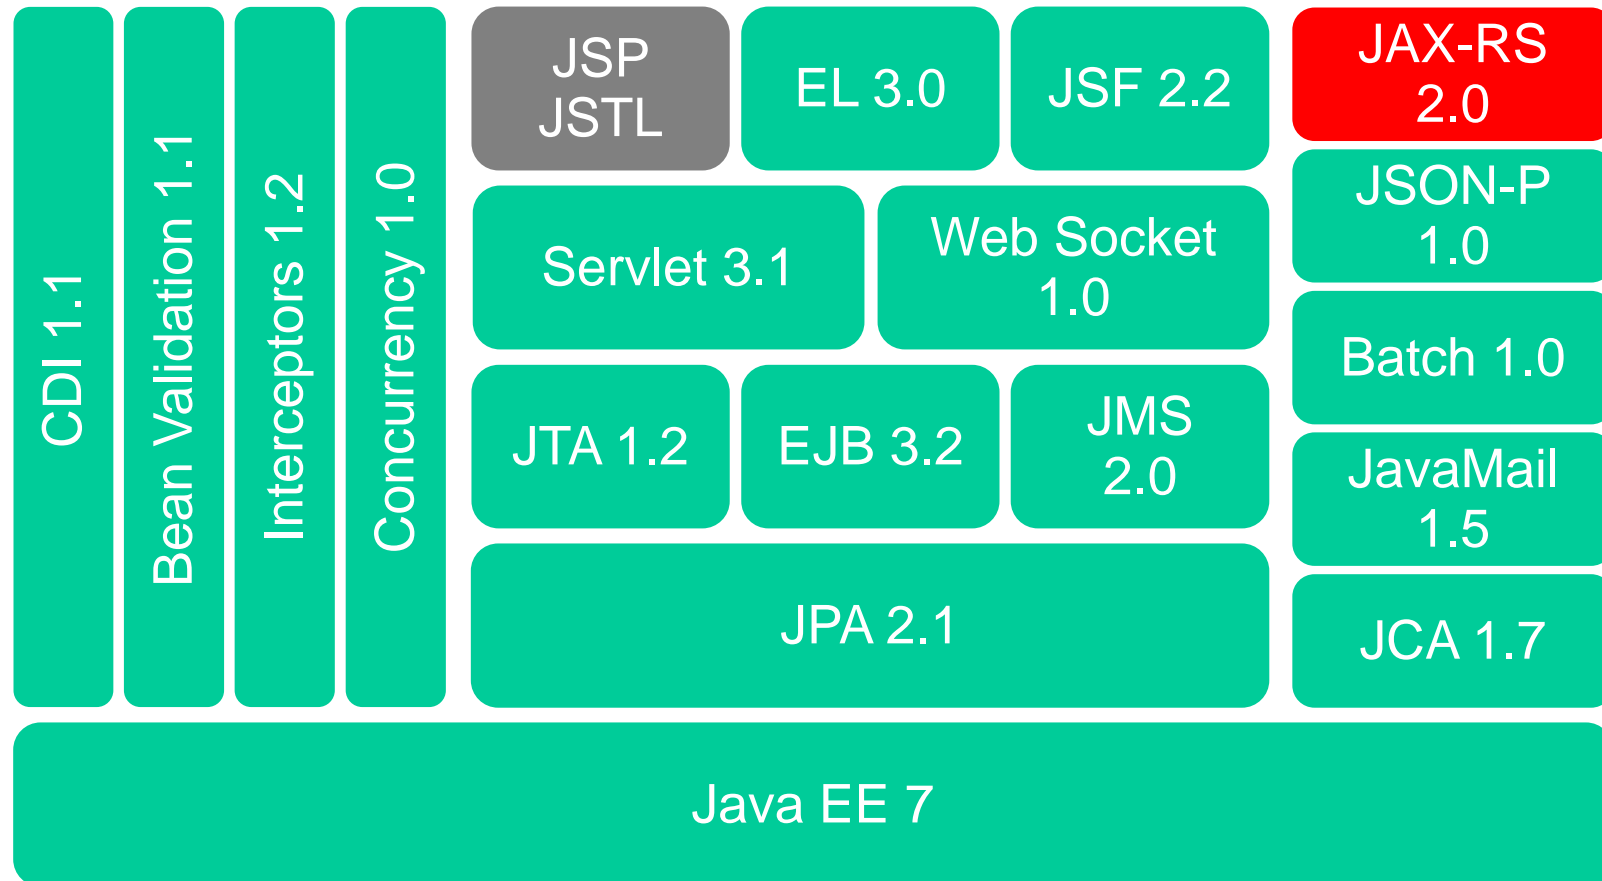 CDI 1.1
Bean Validation 1.1
Interceptors 1.2
Concurrency 1.0
JSP
JSTL
EL 3.0
JSF 2.2
Servlet 3.1
Web Socket
1.0
JTA 1.2
EJB 3.2
JMS
2.0
JPA 2.1
JAX-RS
2.0
JSON-P
1.0
Batch 1.0
JavaMail
1.5
JCA 1.7
Java EE 7